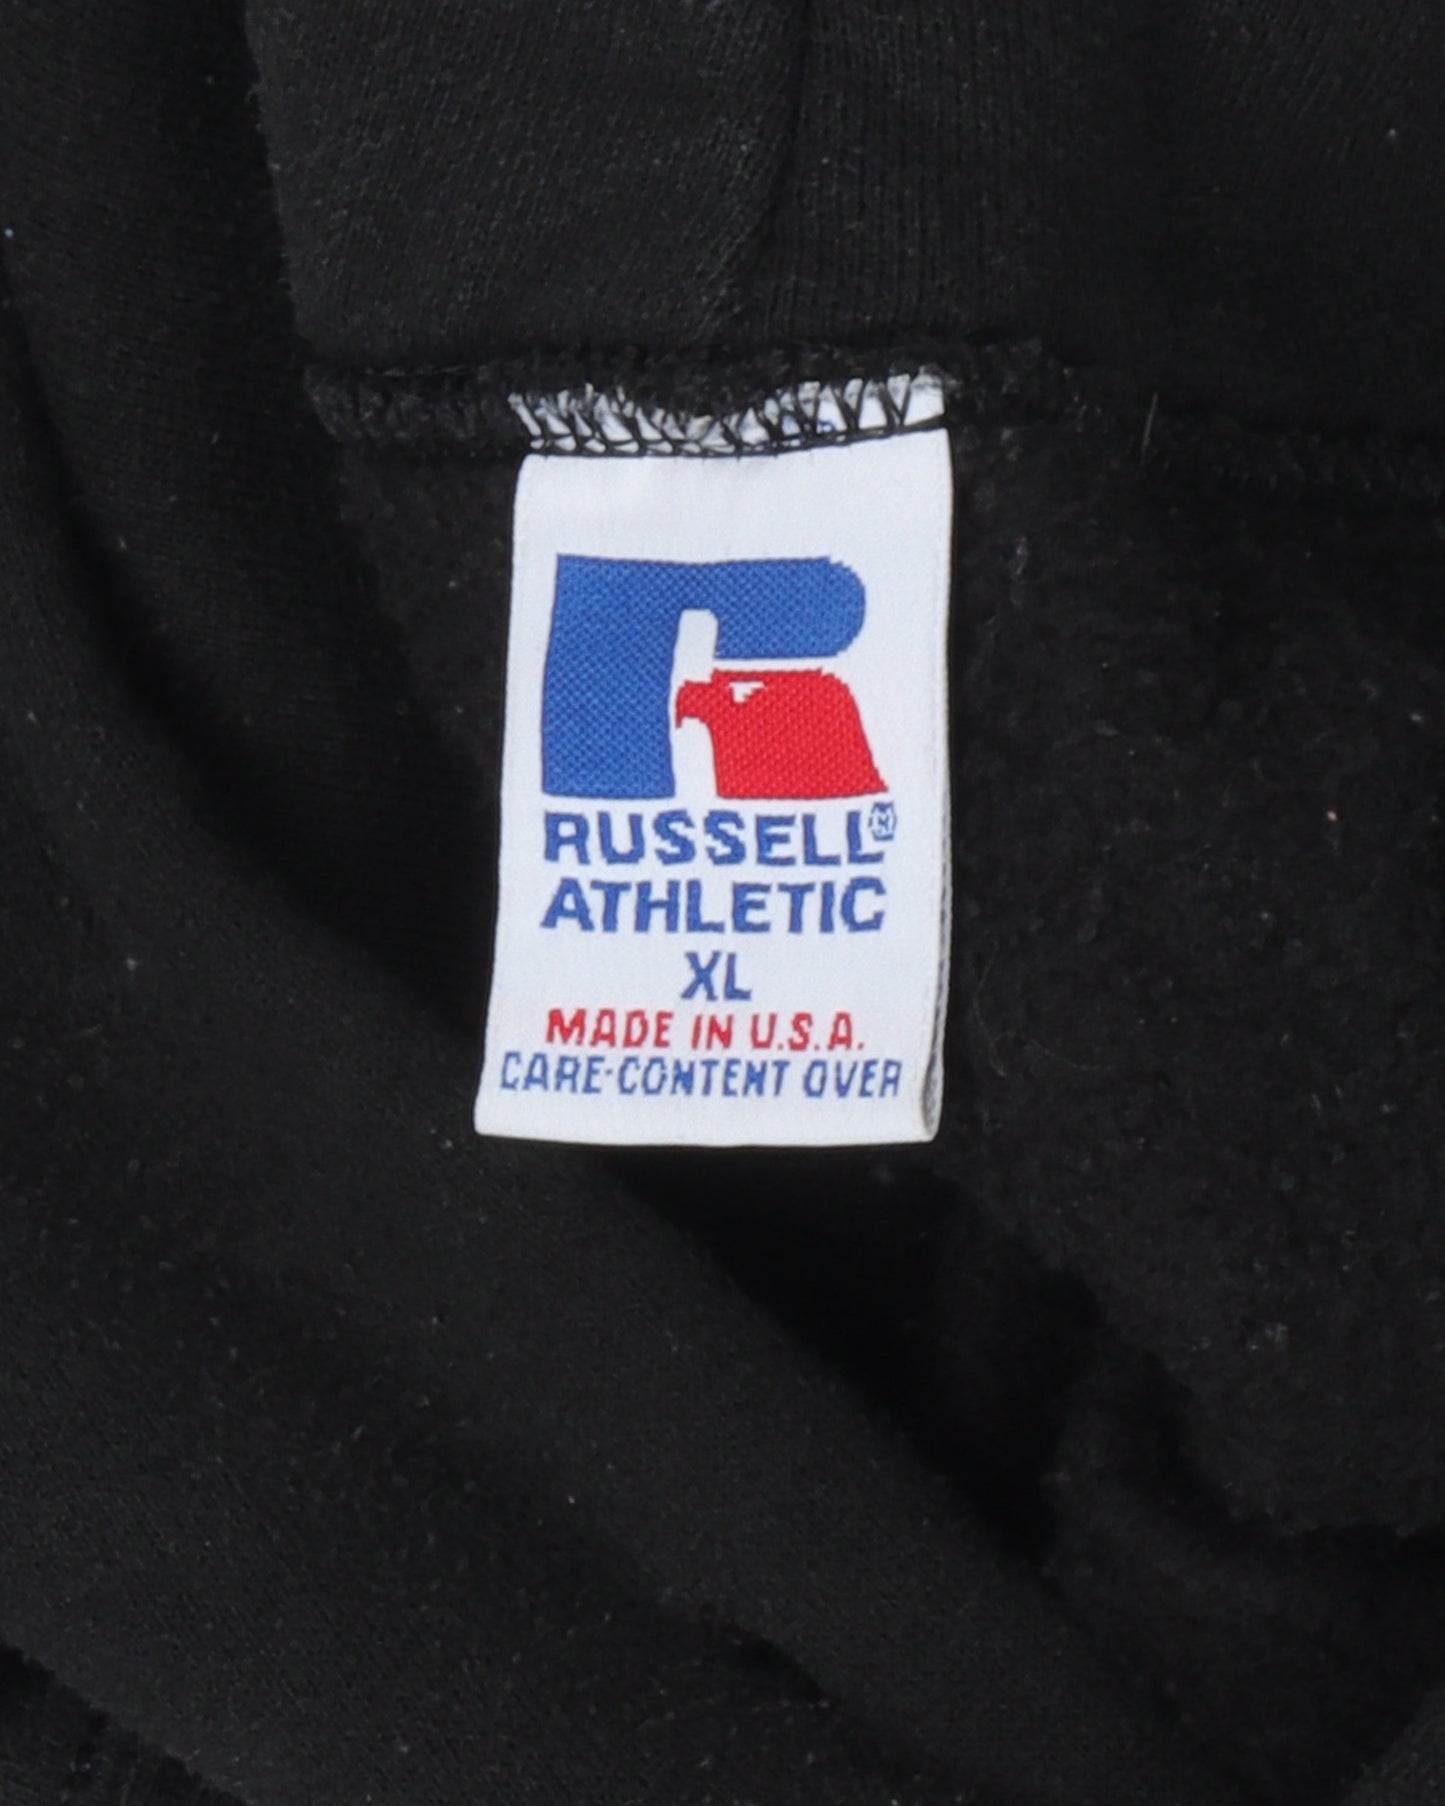 RUSSELL
ATHLETIC
XL
MADE IN U.S.A.
CARE-CONTENT OVER